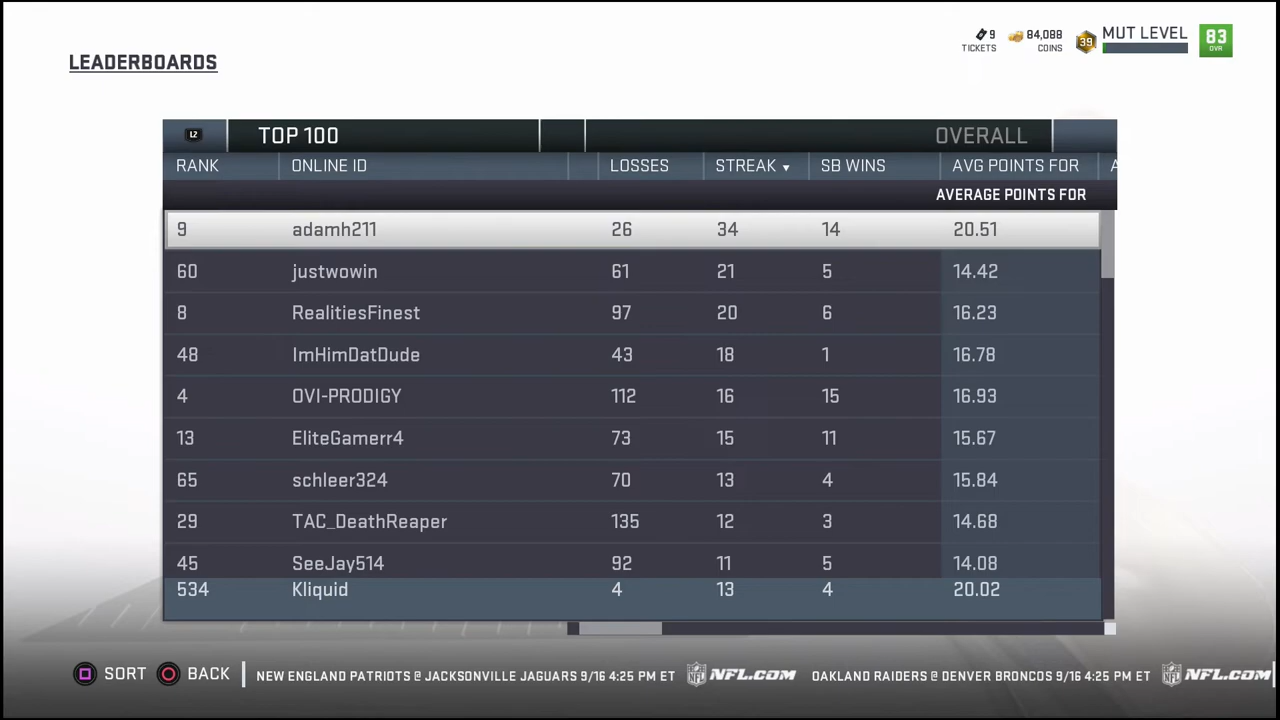 9 TICKETS 84,088 COINS 39 MUT LEVEL 83 OVR
LEADERBOARDS
L2 TOP 100 OVERALL
RANK ONLINE ID LOSSES STREAK SB WINS AVG POINTS FOR
AVERAGE POINTS FOR
9 adamh211 26 34 14 20.51
60 justwowin 61 21 5 14.42
8 RealitiesFinest 97 20 6 16.23
48 ImHimDatDude 43 18 1 16.78
4 OVI-PRODIGY 112 16 15 16.93
13 EliteGamerr4 73 15 11 15.67
65 schleer324 70 13 4 15.84
29 TAC_DeathReaper 135 12 3 14.68
45 SeeJay514 92 11 5 14.08
534 Kliquid 4 13 4 20.02
SORT BACK NEW ENGLAND PATRIOTS @ JACKSONVILLE JAGUARS 9/16 4:25 PM ET NFL NFL.COM OAKLAND RAIDERS @ DENVER BRONCOS 9/16 4:25 PM ET NFL NFL.COM